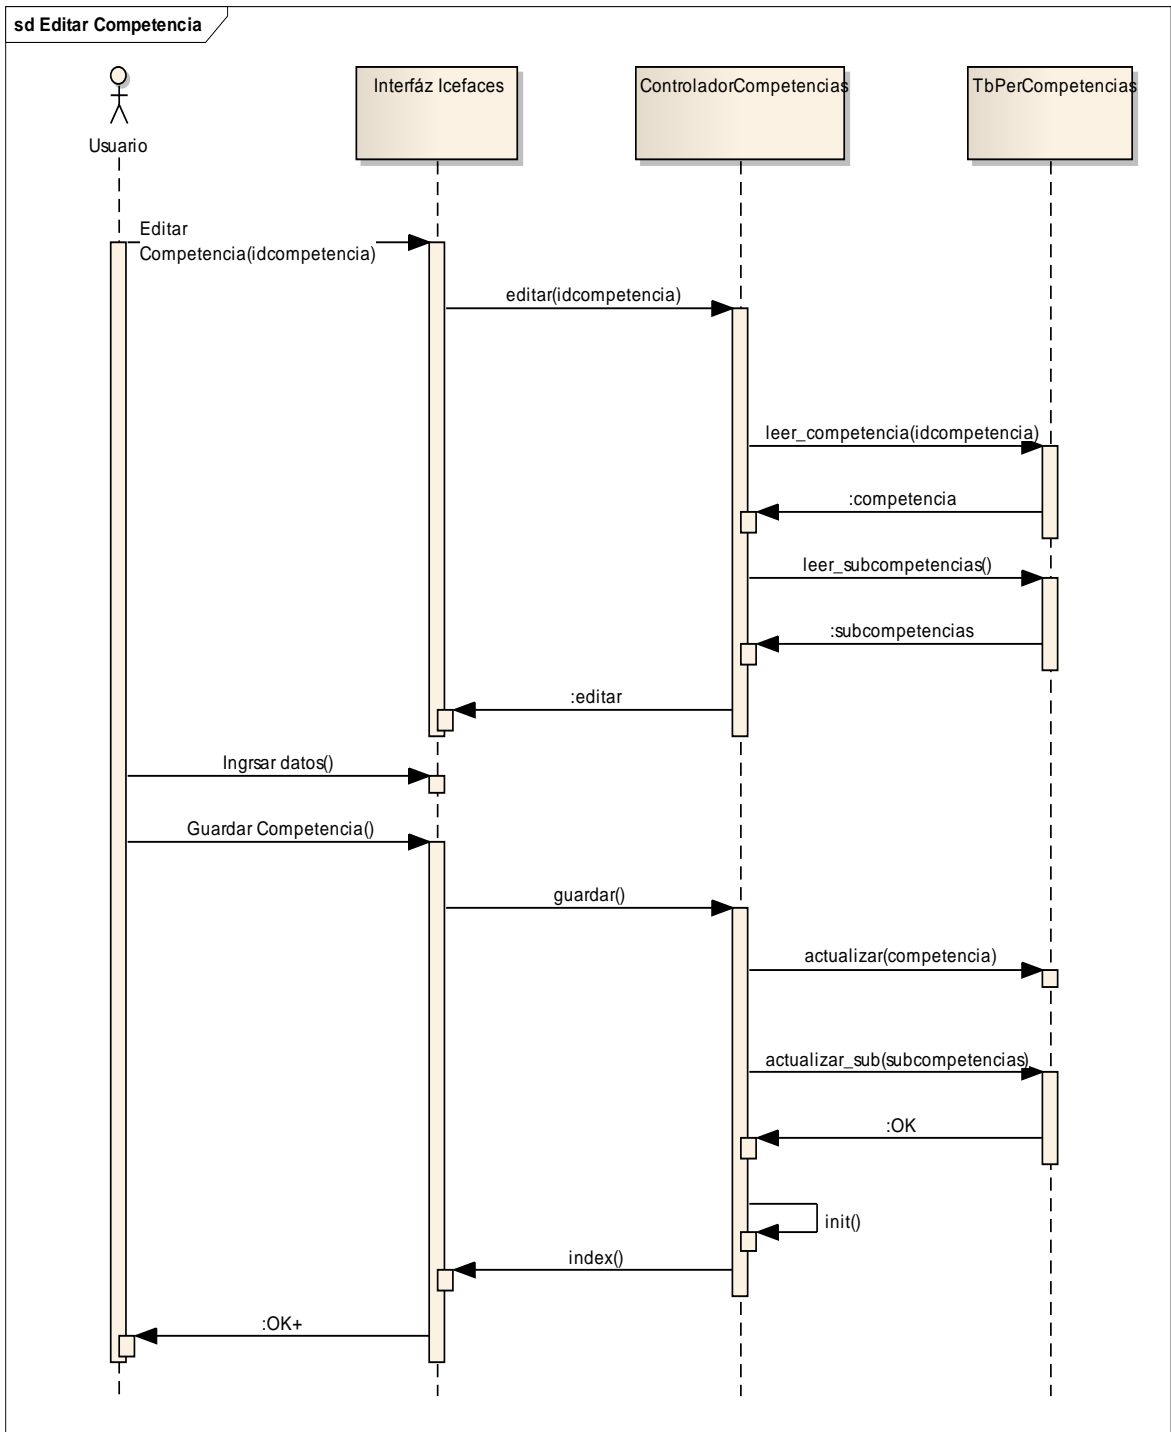 sd Editar Competencia
Usuario
Interfáz Icefaces
ControladorCompetencias
TbPerCompetencias
Editar
Competencia(idcompetencia)
editar(idcompetencia)
leer_competencia(idcompetencia)
:competencia
leer_subcompetencias()
:subcompetencias
:editar
Ingrsar datos()
Guardar Competencia()
guardar()
actualizar(competencia)
actualizar_sub(subcompetencias)
:OK
init()
index()
:OK+